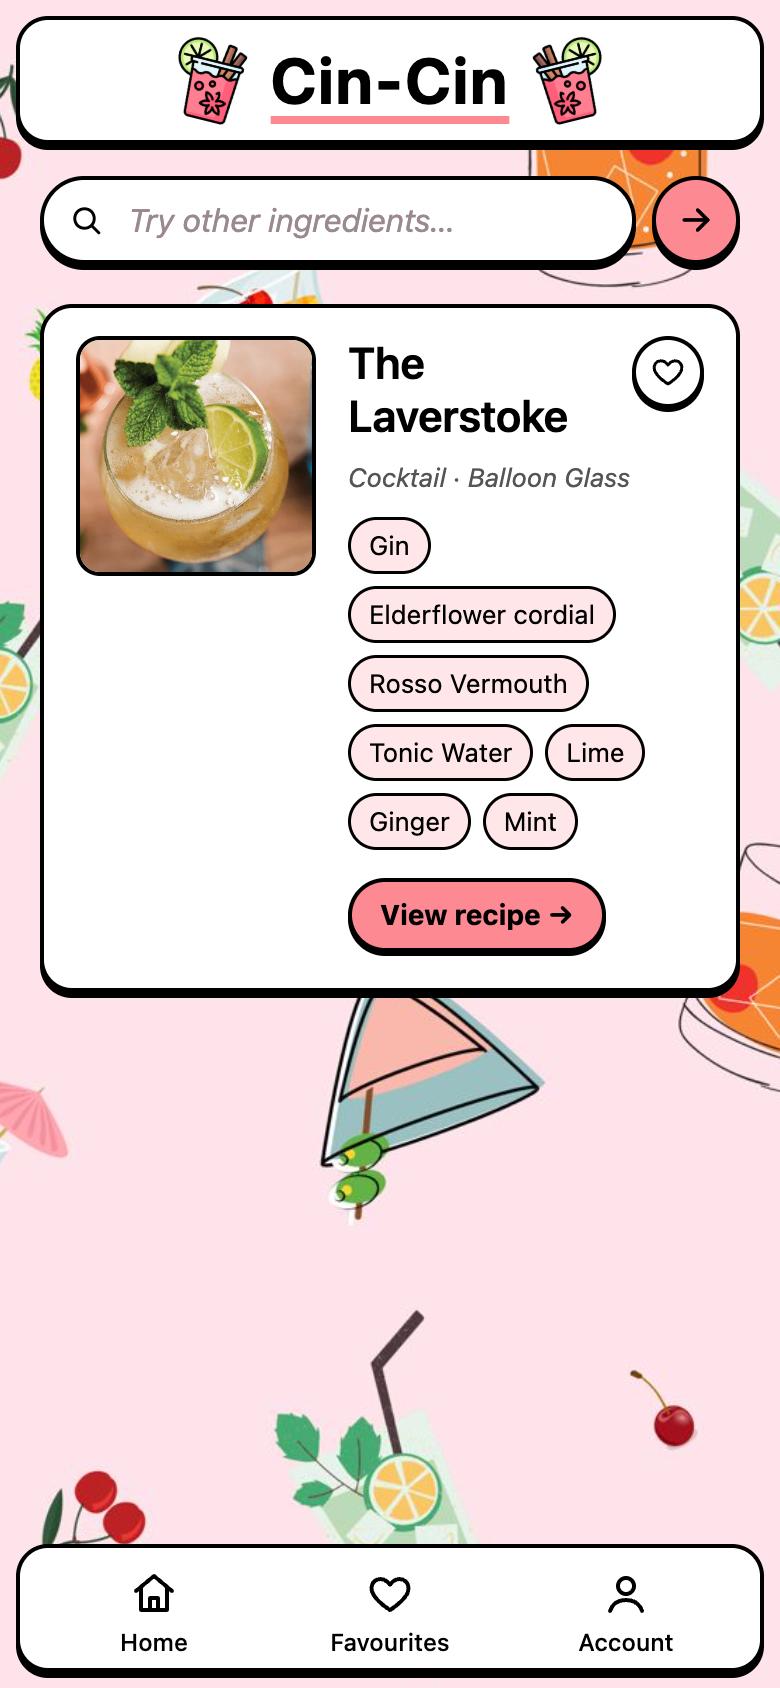 Cin-Cin
Try other ingredients...
The
Laverstoke
Cocktail · Balloon Glass
Gin
Elderflower cordial
Rosso Vermouth
Tonic Water Lime
Ginger Mint
View recipe →
Home Favourites Account